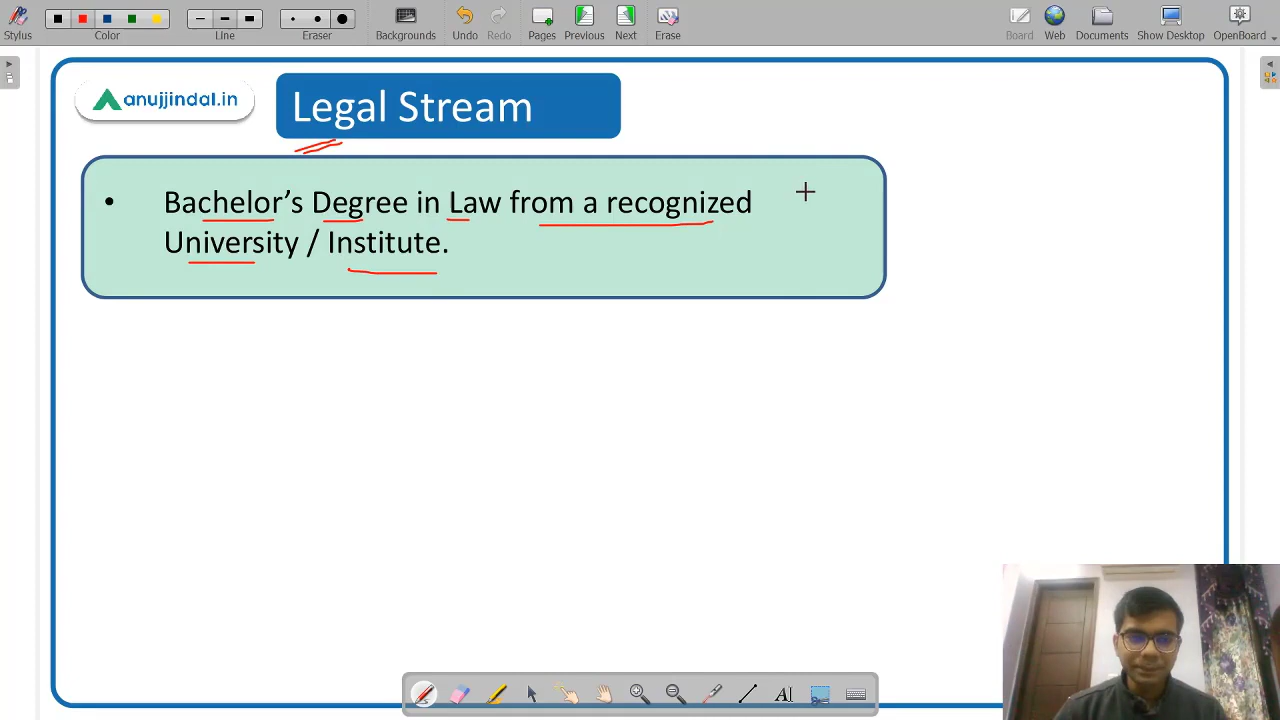 Stylus
Color
Line
Eraser
Backgrounds
Undo
Redo
Pages
Previous
Next
Erase
Board
Web
Documents
Show Desktop
OpenBoard
anujjindal.in
Legal Stream
• Bachelor’s Degree in Law from a recognized
University / Institute.
AI